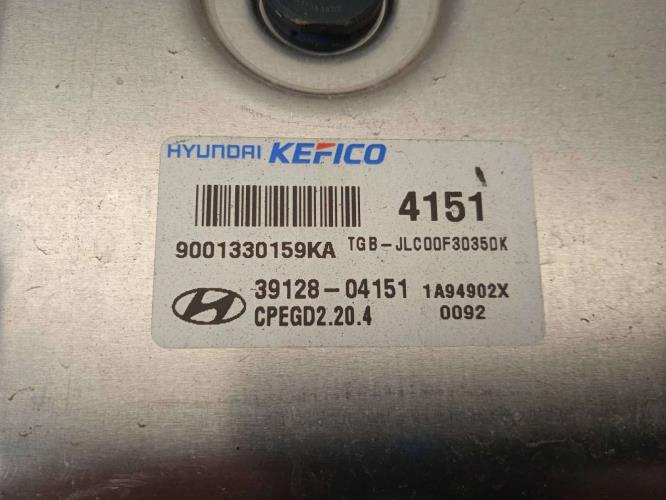 HYUNDAI KEFICO
4151
9001330159KA TGB-JLC00F3035DK
39128-04151 1A94902X
CPEGD2.20.4 0092